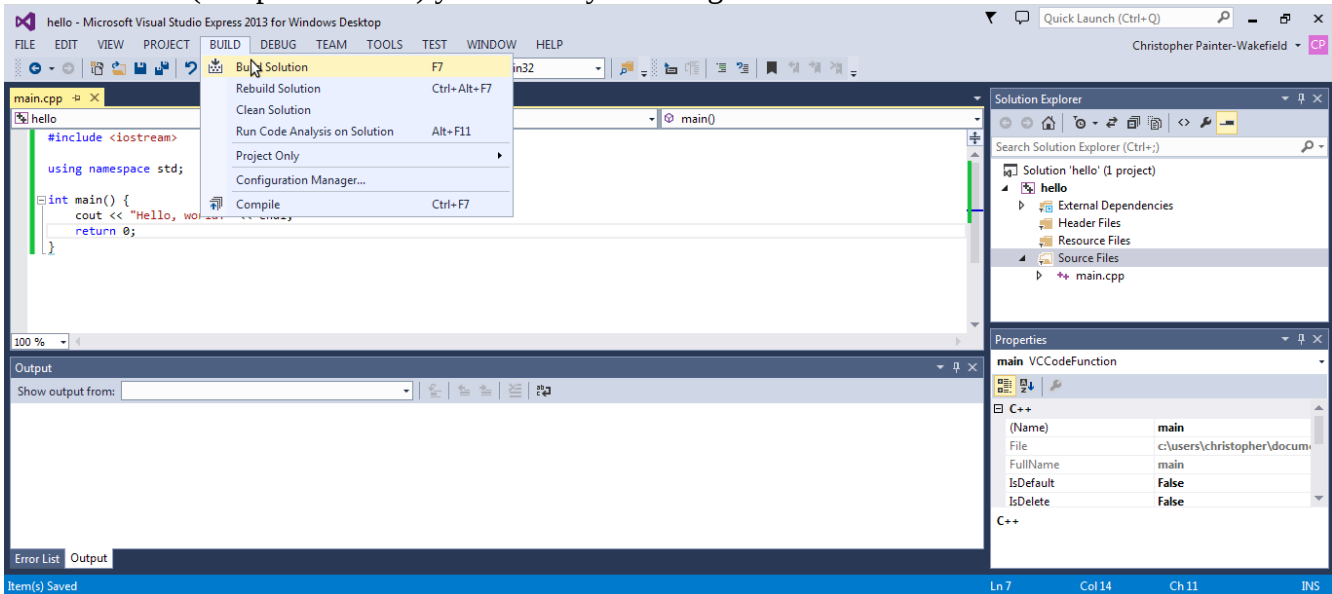 hello - Microsoft Visual Studio Express 2013 for Windows Desktop
Quick Launch (Ctrl+Q)
FILE EDIT VIEW PROJECT BUILD DEBUG TEAM TOOLS TEST WINDOW HELP
Christopher Painter-Wakefield CP
Build Solution F7
in32
Rebuild Solution Ctrl+Alt+F7
Clean Solution
Run Code Analysis on Solution Alt+F11
Project Only
Configuration Manager...
Compile Ctrl+F7
main.cpp
hello
main()
#include <iostream>
using namespace std;
int main() {
cout << "Hello,
return 0;
}
100 %
Output
Show output from:
Error List Output
Solution Explorer
Search Solution Explorer (Ctrl+;)
Solution 'hello' (1 project)
hello
External Dependencies
Header Files
Resource Files
Source Files
++ main.cpp
Properties
main VCCodeFunction
C++
(Name) main
File c:\users\christopher\docum
FullName main
IsDefault False
IsDelete False
C++
Item(s) Saved
Ln 7 Col 14 Ch 11 INS